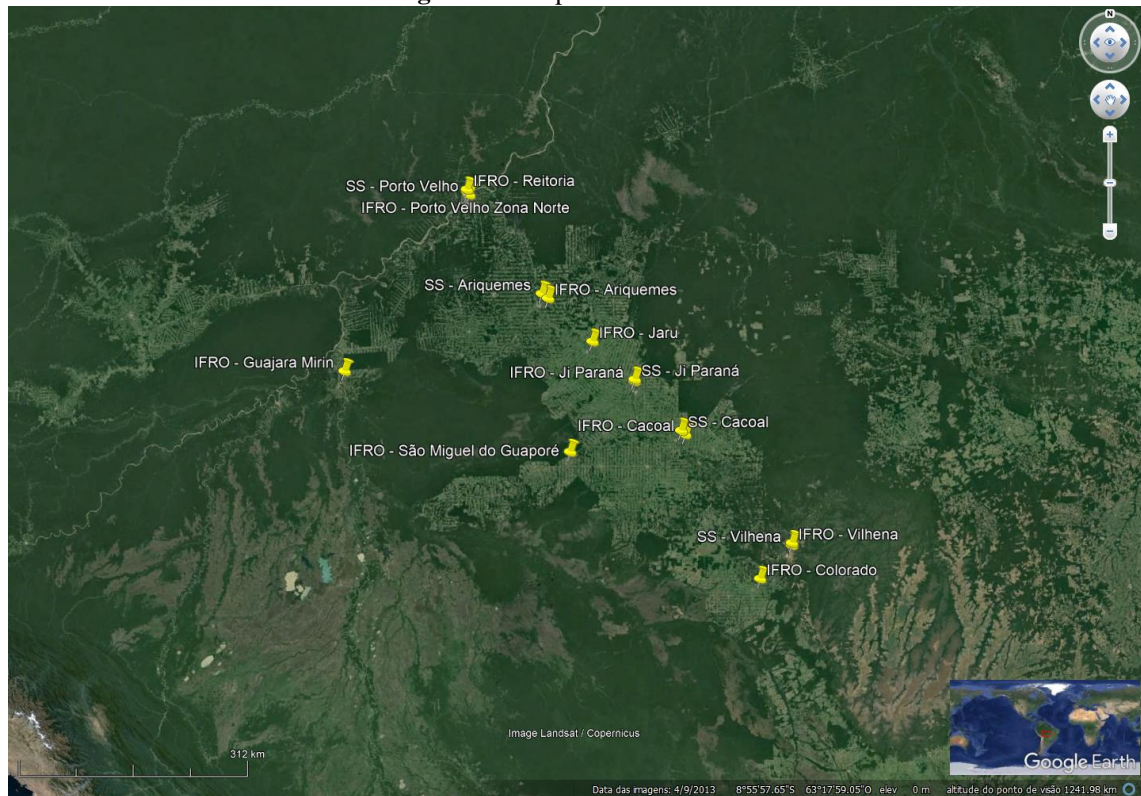 N
SS - Porto Velho
IFRO - Reitoria
IFRO - Porto Velho Zona Norte
SS - Ariquemes
IFRO - Ariquemes
IFRO - Jaru
IFRO - Guajara Mirin
IFRO - Ji Paraná
SS - Ji Paraná
IFRO - Cacoal
SS - Cacoal
IFRO - São Miguel do Guaporé
SS - Vilhena
IFRO - Vilhena
IFRO - Colorado
Image Landsat / Copernicus
312 km
Google Earth
Data das imagens: 4/9/2013 8°55'57.65"S 63°17'59.05"O elev 0 m altitude do ponto de visão 1241.98 km